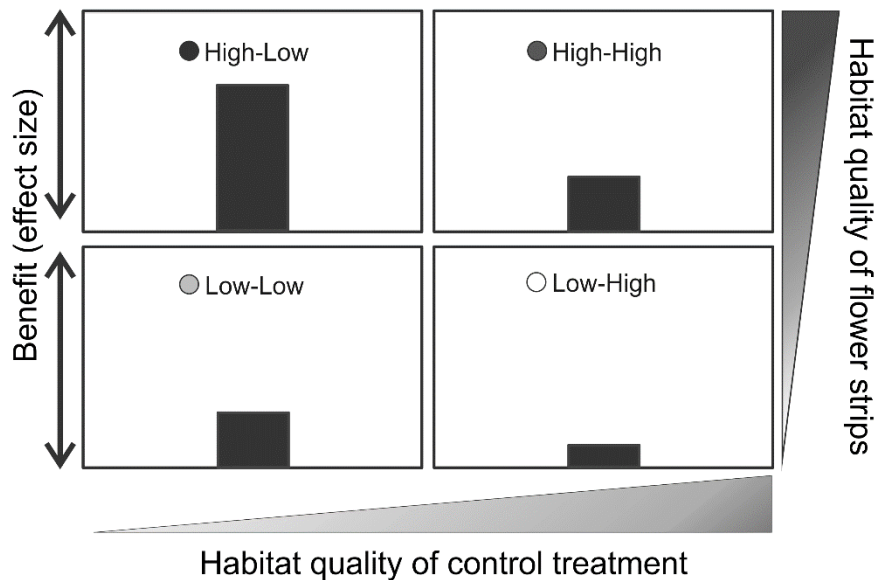 High-Low
High-High
Low-Low
Low-High
Benefit (effect size)
Habitat quality of flower strips
Habitat quality of control treatment